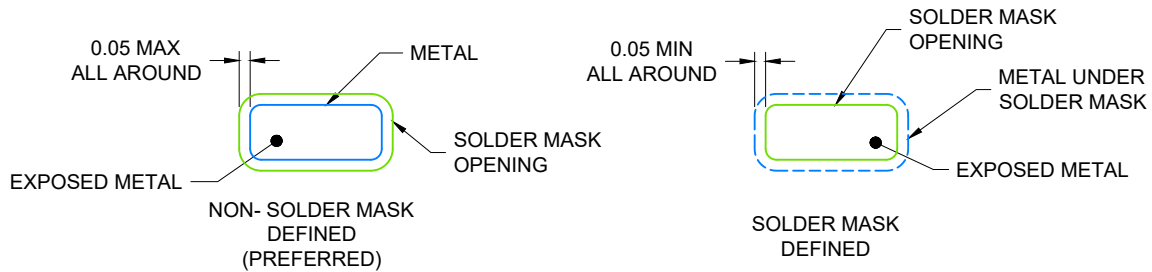 0.05 MAX
ALL AROUND
METAL
SOLDER MASK
OPENING
EXPOSED METAL
NON- SOLDER MASK
DEFINED
(PREFERRED)
0.05 MIN
ALL AROUND
SOLDER MASK
OPENING
METAL UNDER
SOLDER MASK
EXPOSED METAL
SOLDER MASK
DEFINED